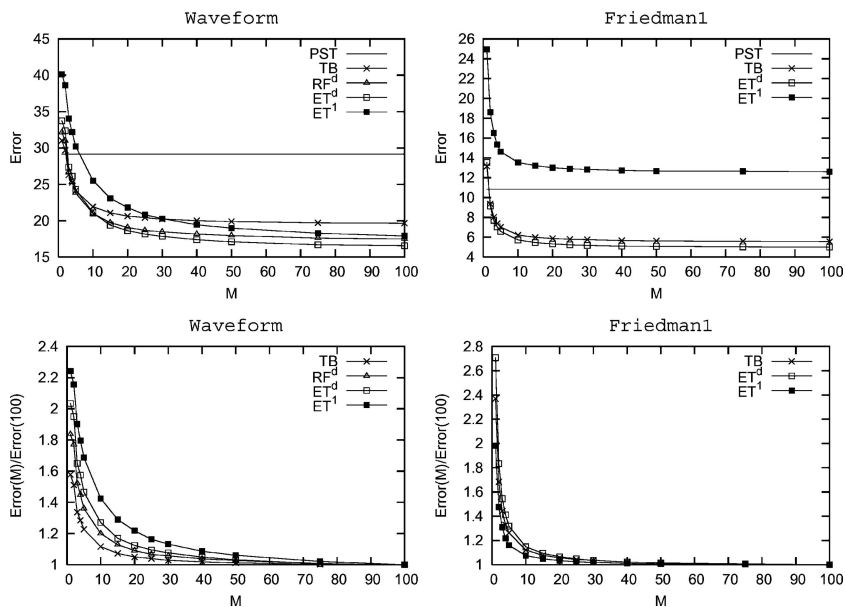 Waveform
45
40
35
30
25
20
15
Error
0 10 20 30 40 50 60 70 80 90 100
M
PST
TB
RF^d
ET^d
ET^1
Friedman1
26
24
22
20
18
16
14
12
10
8
6
4
Error
0 10 20 30 40 50 60 70 80 90 100
M
PST
TB
ET^d
ET^1
Waveform
2.4
2.2
2
1.8
1.6
1.4
1.2
1
Error(M)/Error(100)
0 10 20 30 40 50 60 70 80 90 100
M
TB
RF^d
ET^d
ET^1
Friedman1
2.8
2.6
2.4
2.2
2
1.8
1.6
1.4
1.2
1
Error(M)/Error(100)
0 10 20 30 40 50 60 70 80 90 100
M
TB
ET^d
ET^1